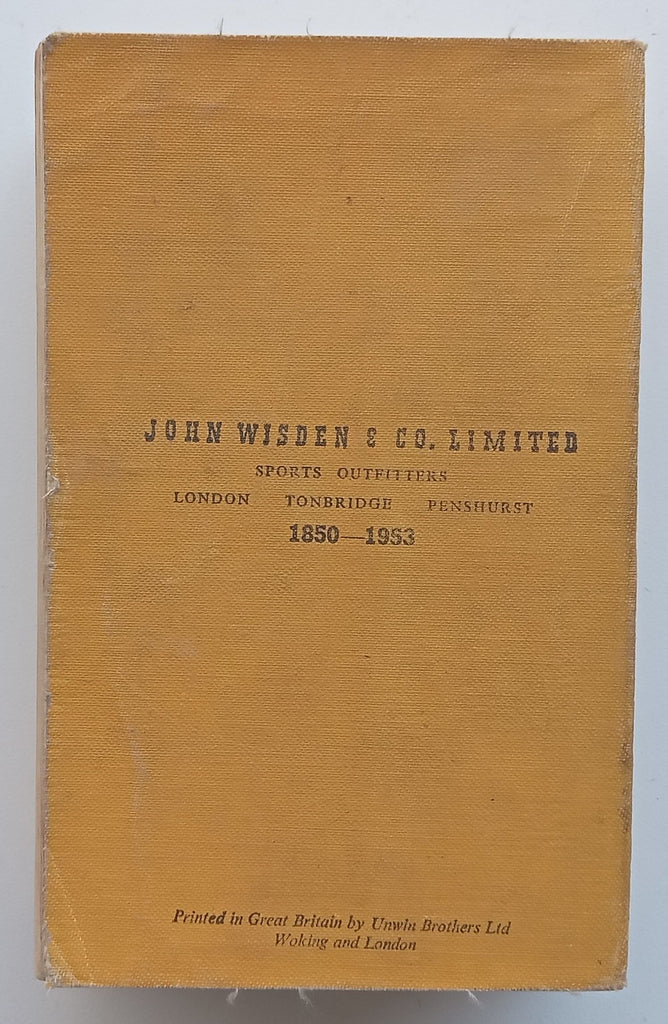 JOHN WISDEN & CO. LIMITED
SPORTS OUTFITTERS
LONDON TONBRIDGE PENSHURST
1850—1953
Printed in Great Britain by Unwin Brothers Ltd
Woking and London